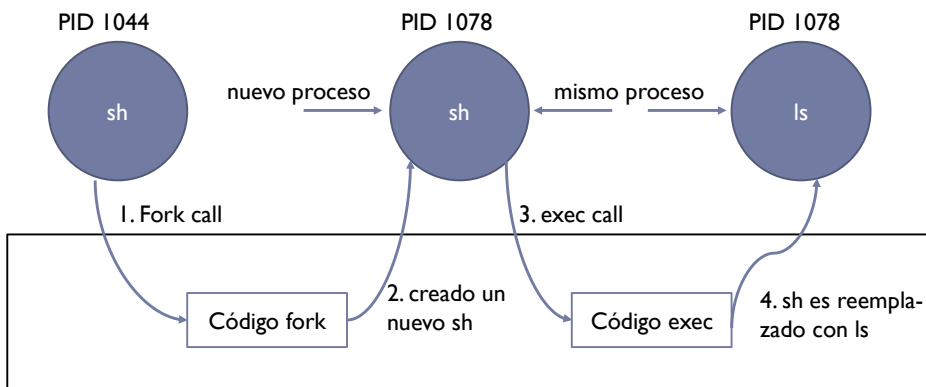 PID 1044
PID 1078
PID 1078
nuevo proceso
mismo proceso
sh
sh
ls
1. Fork call
3. exec call
2. creado un
nuevo sh
Código fork
Código exec
4. sh es reempla-
zado con ls